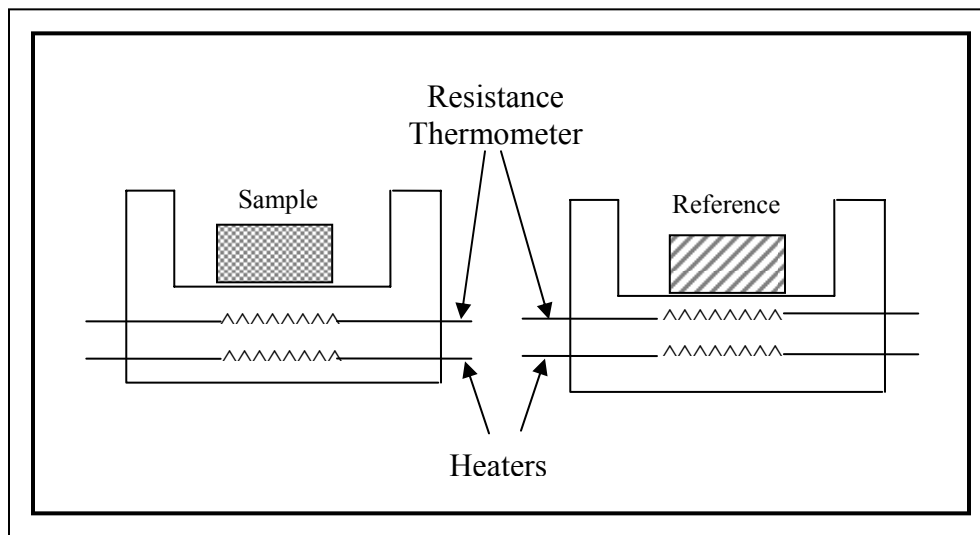 Resistance
Thermometer
Sample
Reference
Heaters